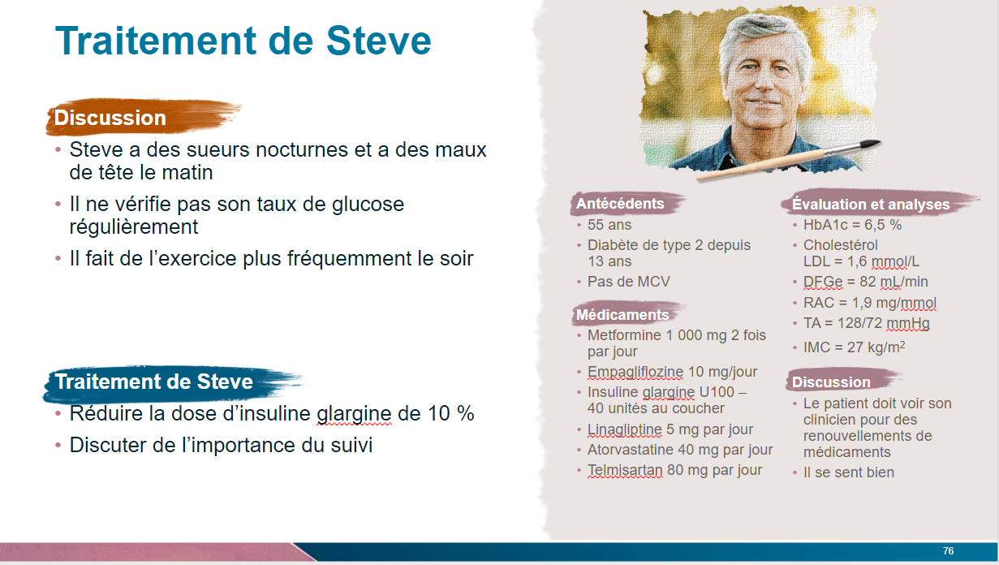 Traitement de Steve
Discussion
• Steve a des sueurs nocturnes et a des maux
de tête le matin
• Il ne vérifie pas son taux de glucose
régulièrement
• Il fait de l’exercice plus fréquemment le soir
Traitement de Steve
• Réduire la dose d’insuline glargine de 10 %
• Discuter de l’importance du suivi
Antécédents
• 55 ans
• Diabète de type 2 depuis
13 ans
• Pas de MCV
Médicaments
• Metformine 1 000 mg 2 fois
par jour
• Empagliflozine 10 mg/jour
• Insuline glargine U100 –
40 unités au coucher
• Linagliptine 5 mg par jour
• Atorvastatine 40 mg par jour
• Telmisartan 80 mg par jour
Évaluation et analyses
• HbA1c = 6,5 %
• Cholestérol
LDL = 1,6 mmol/L
• DFGe = 82 mL/min
• RAC = 1,9 mg/mmol
• TA = 128/72 mmHg
• IMC = 27 kg/m²
Discussion
• Le patient doit voir son
clinicien pour des
renouvellements de
médicaments
• Il se sent bien
76